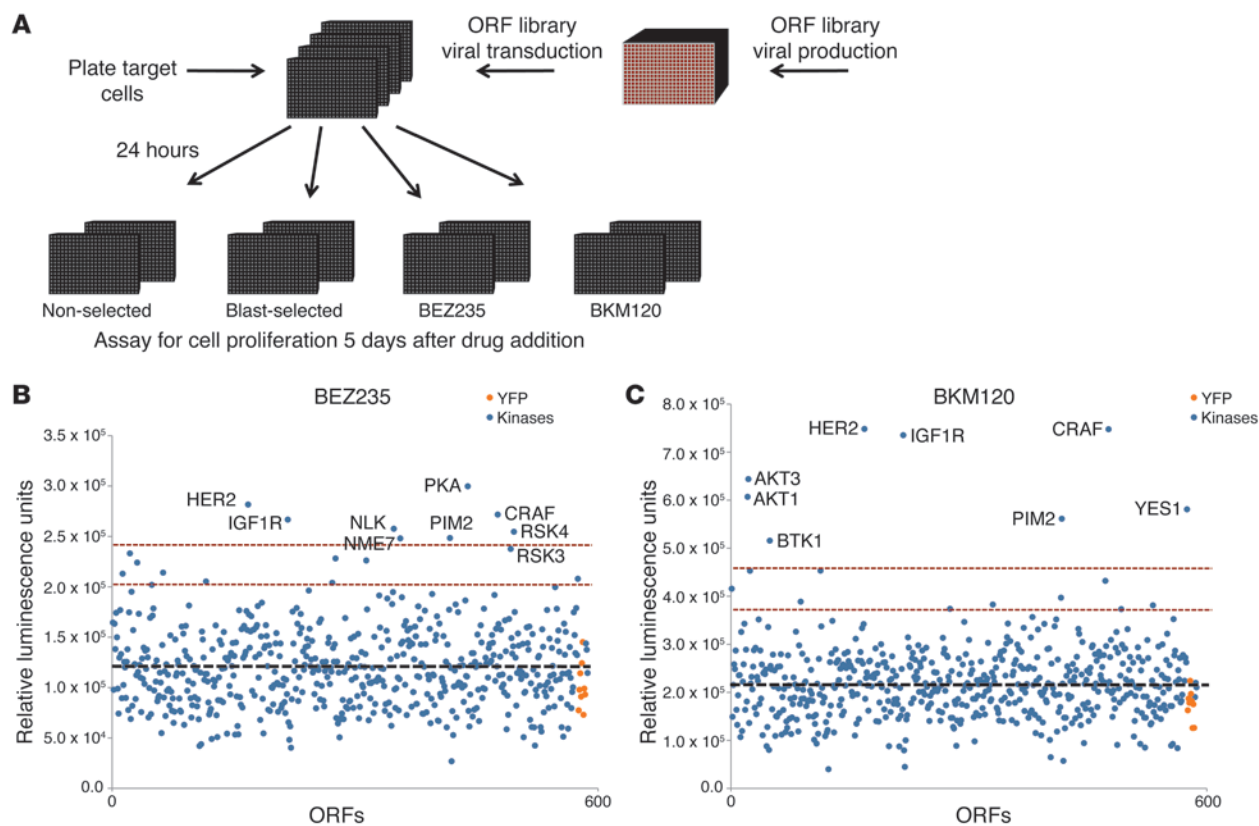 A
Plate target
cells
ORF library
viral transduction
ORF library
viral production
24 hours
Non-selected
Blast-selected
BEZ235
BKM120
Assay for cell proliferation 5 days after drug addition
B
BEZ235
YFP
Kinases
Relative luminescence units
3.5 x 10⁵
3.0 x 10⁵
2.5 x 10⁵
2.0 x 10⁵
1.5 x 10⁵
1.0 x 10⁵
5.0 x 10⁴
0.0
HER2
IGF1R
PKA
NLK
NME7
PIM2
CRAF
RSK4
RSK3
0
600
ORFs
C
BKM120
YFP
Kinases
Relative luminescence units
8.0 x 10⁵
7.0 x 10⁵
6.0 x 10⁵
5.0 x 10⁵
4.0 x 10⁵
3.0 x 10⁵
2.0 x 10⁵
1.0 x 10⁵
0.0
HER2
IGF1R
CRAF
AKT3
AKT1
PIM2
YES1
BTK1
0
600
ORFs